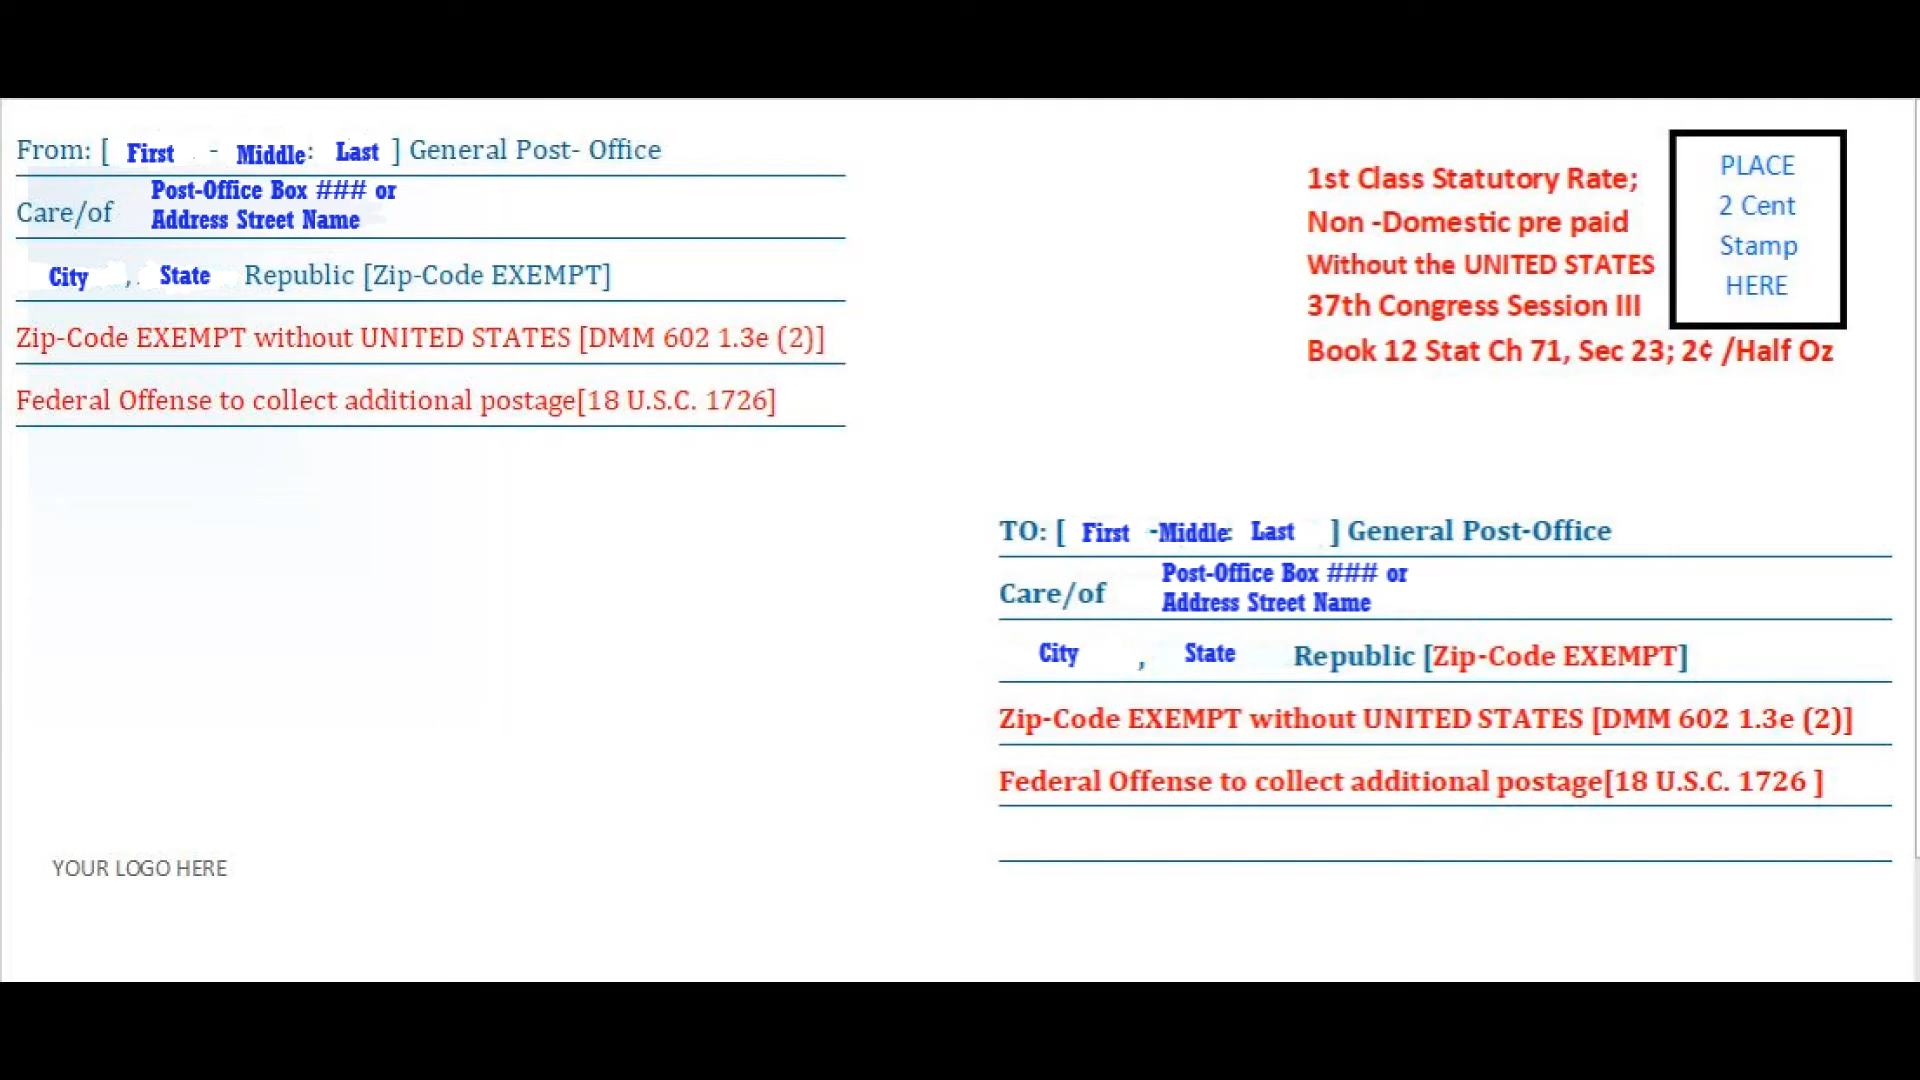 From: [ First - Middle: Last ] General Post- Office
Care/of Post-Office Box ### or
Address Street Name
City , State Republic [Zip-Code EXEMPT]
Zip-Code EXEMPT without UNITED STATES [DMM 602 1.3e (2)]
Federal Offense to collect additional postage[18 U.S.C. 1726]
1st Class Statutory Rate;
Non -Domestic pre paid
Without the UNITED STATES
37th Congress Session III
Book 12 Stat Ch 71, Sec 23; 2¢ /Half Oz
PLACE
2 Cent
Stamp
HERE
TO: [ First -Middle: Last ] General Post-Office
Care/of Post-Office Box ### or
Address Street Name
City , State Republic [Zip-Code EXEMPT]
Zip-Code EXEMPT without UNITED STATES [DMM 602 1.3e (2)]
Federal Offense to collect additional postage[18 U.S.C. 1726 ]
YOUR LOGO HERE